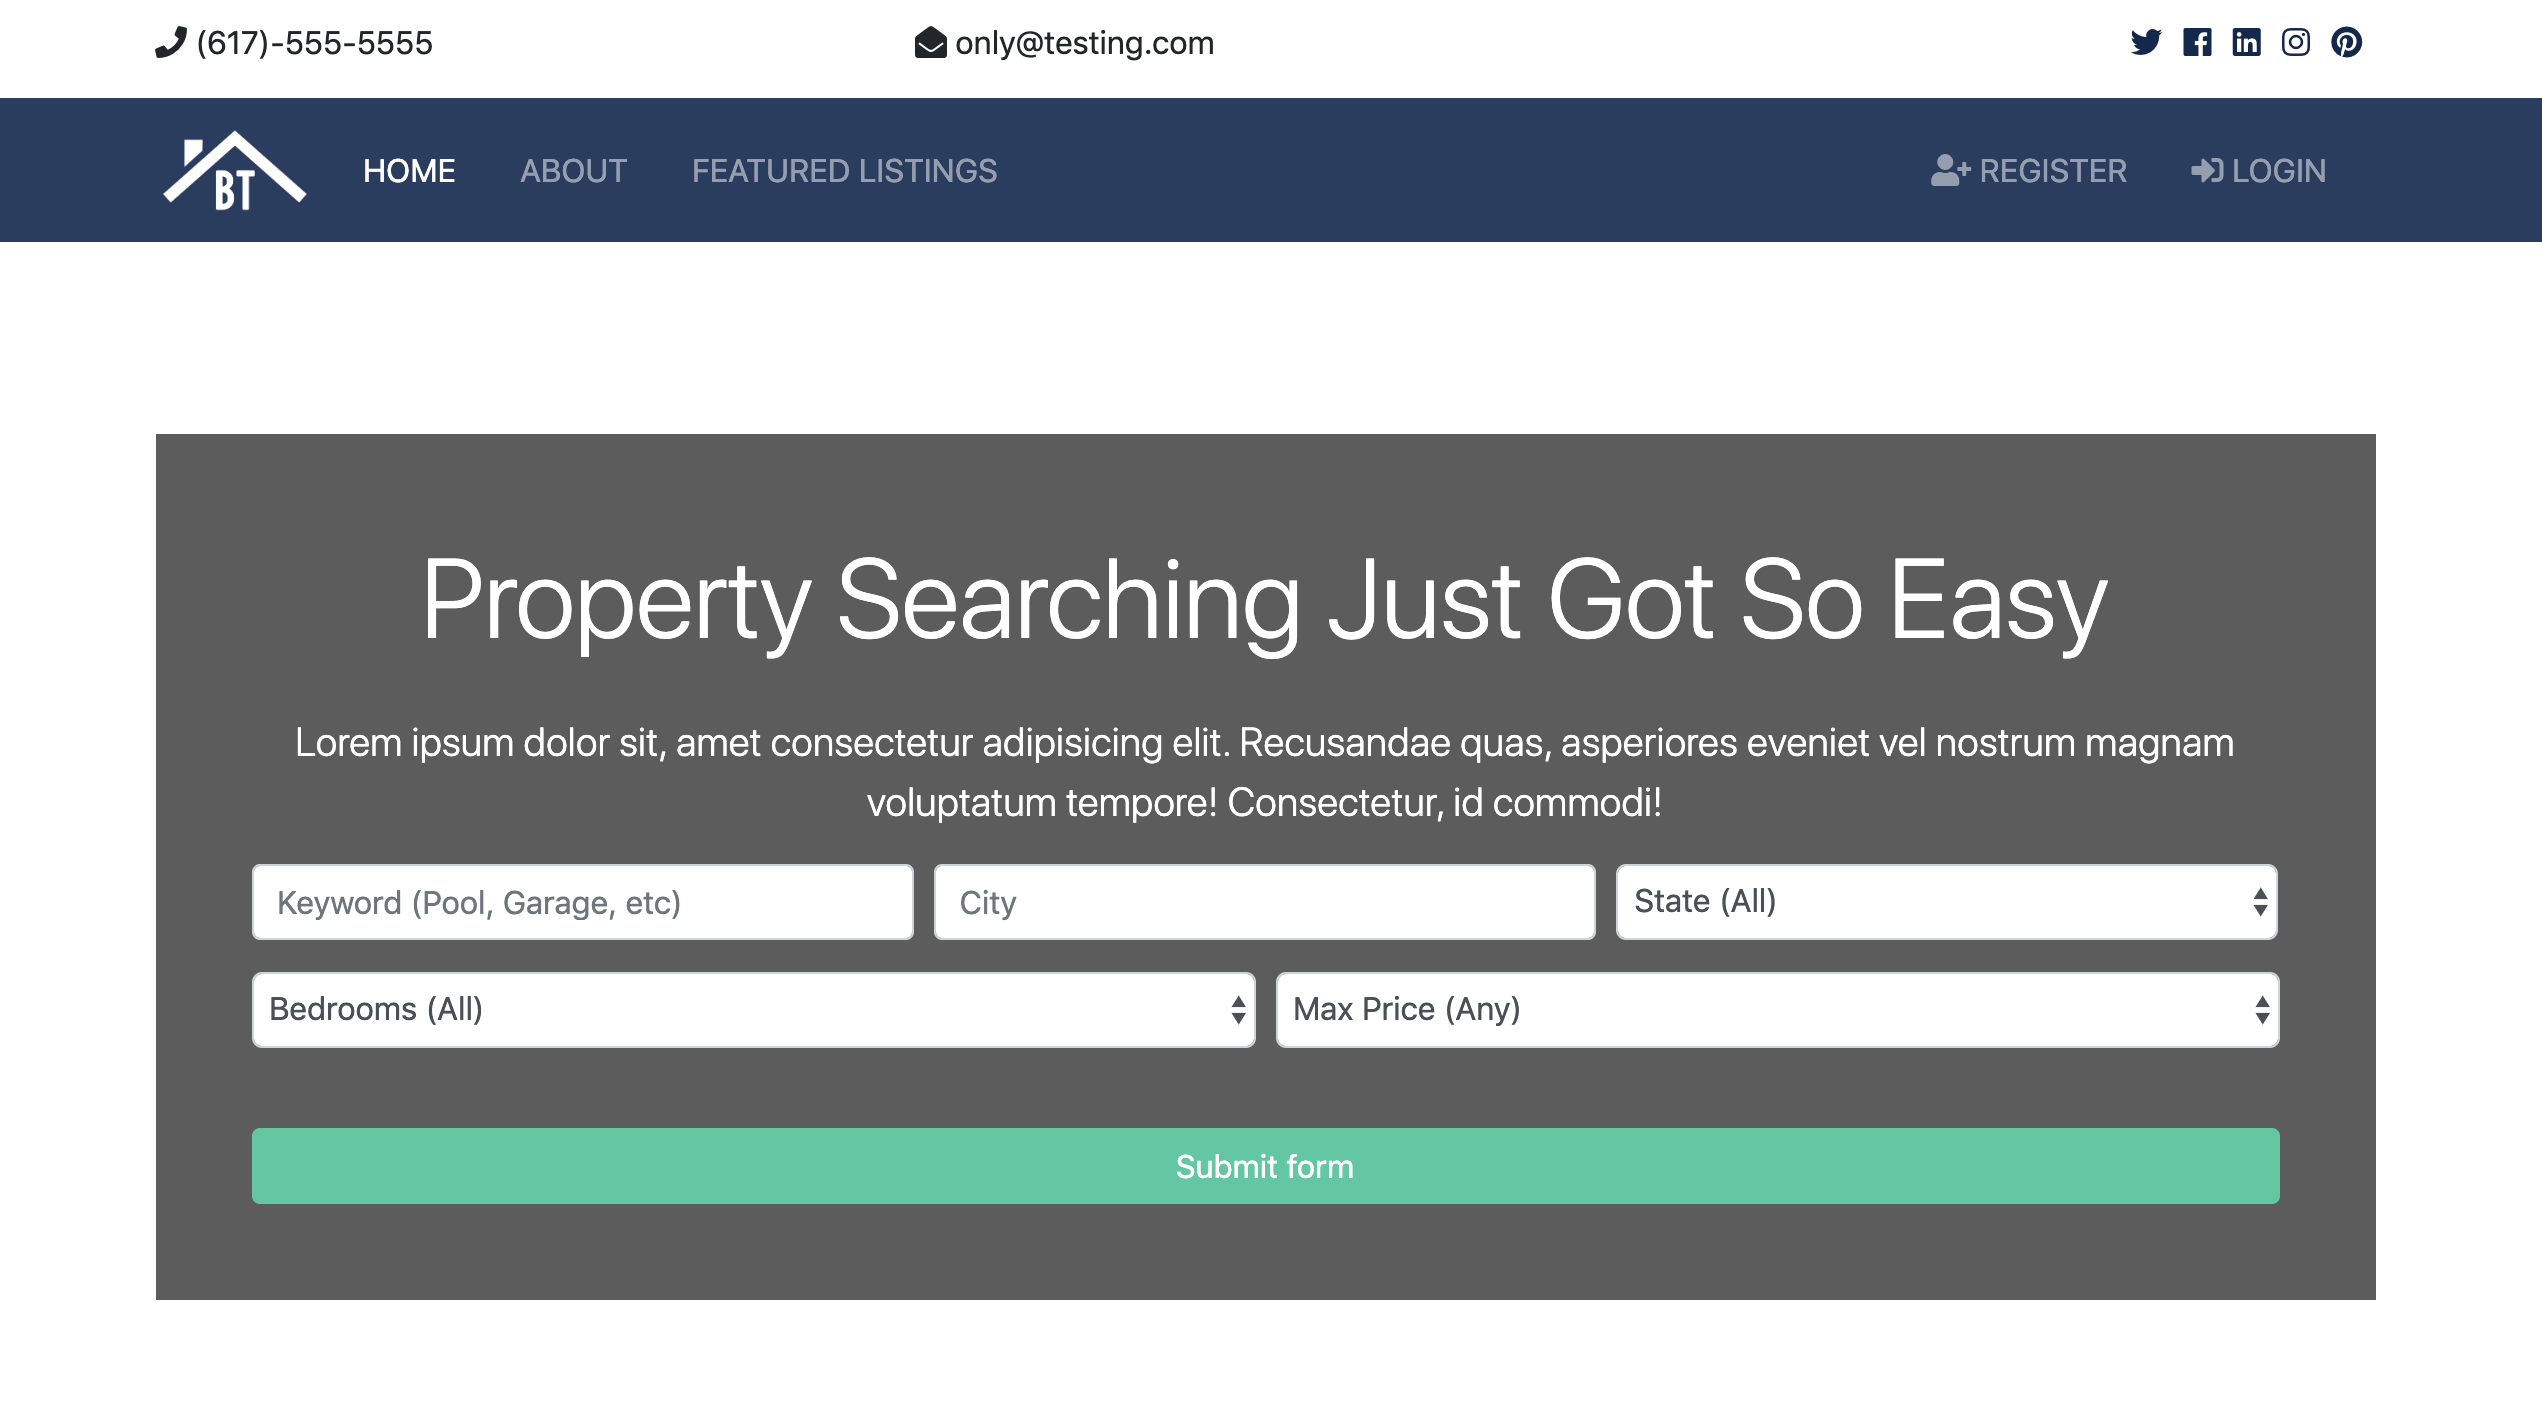 (617)-555-5555
only@testing.com
BT
HOME
ABOUT
FEATURED LISTINGS
REGISTER
LOGIN
Property Searching Just Got So Easy
Lorem ipsum dolor sit, amet consectetur adipisicing elit. Recusandae quas, asperiores eveniet vel nostrum magnam
voluptatum tempore! Consectetur, id commodi!
Keyword (Pool, Garage, etc)
City
State (All)
Bedrooms (All)
Max Price (Any)
Submit form